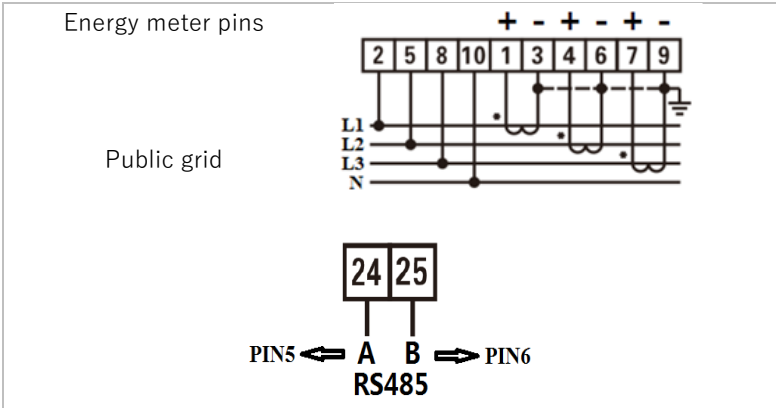 Energy meter pins
+ - + - + -
2 5 8 10 1 3 4 6 7 9
L1
L2
Public grid
L3
N
24 25
PIN5 A B PIN6
RS485